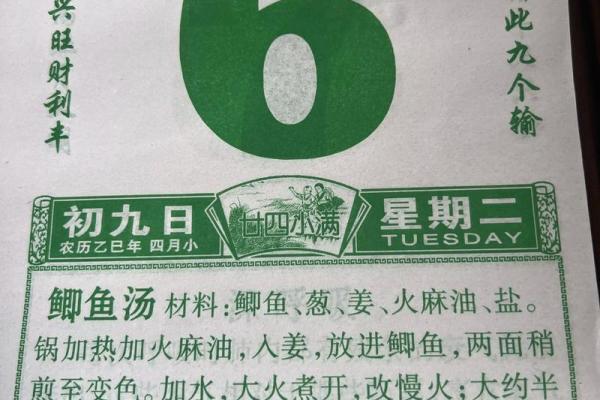 兴旺财利丰
6
此九个输
初九日
农历乙巳年 四月小
廿四小满
星期二
TUESDAY
鲫鱼汤 材料:鲫鱼、葱、姜、火麻油、盐。
锅加热加火麻油,入姜,放进鲫鱼,两面稍
煎至变色。加水,大火煮开,改慢火;大约半